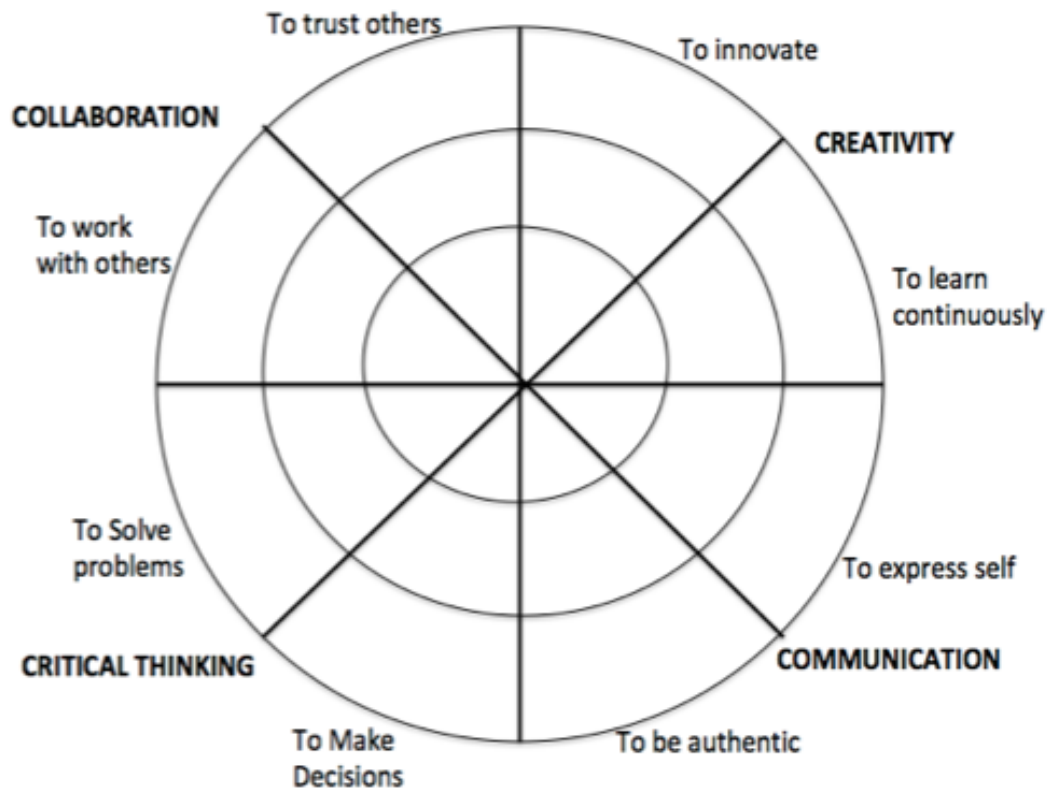 To trust others
To innovate
COLLABORATION
CREATIVITY
To work
with others
To learn
continuously
To Solve
problems
To express self
CRITICAL THINKING
COMMUNICATION
To Make
Decisions
To be authentic